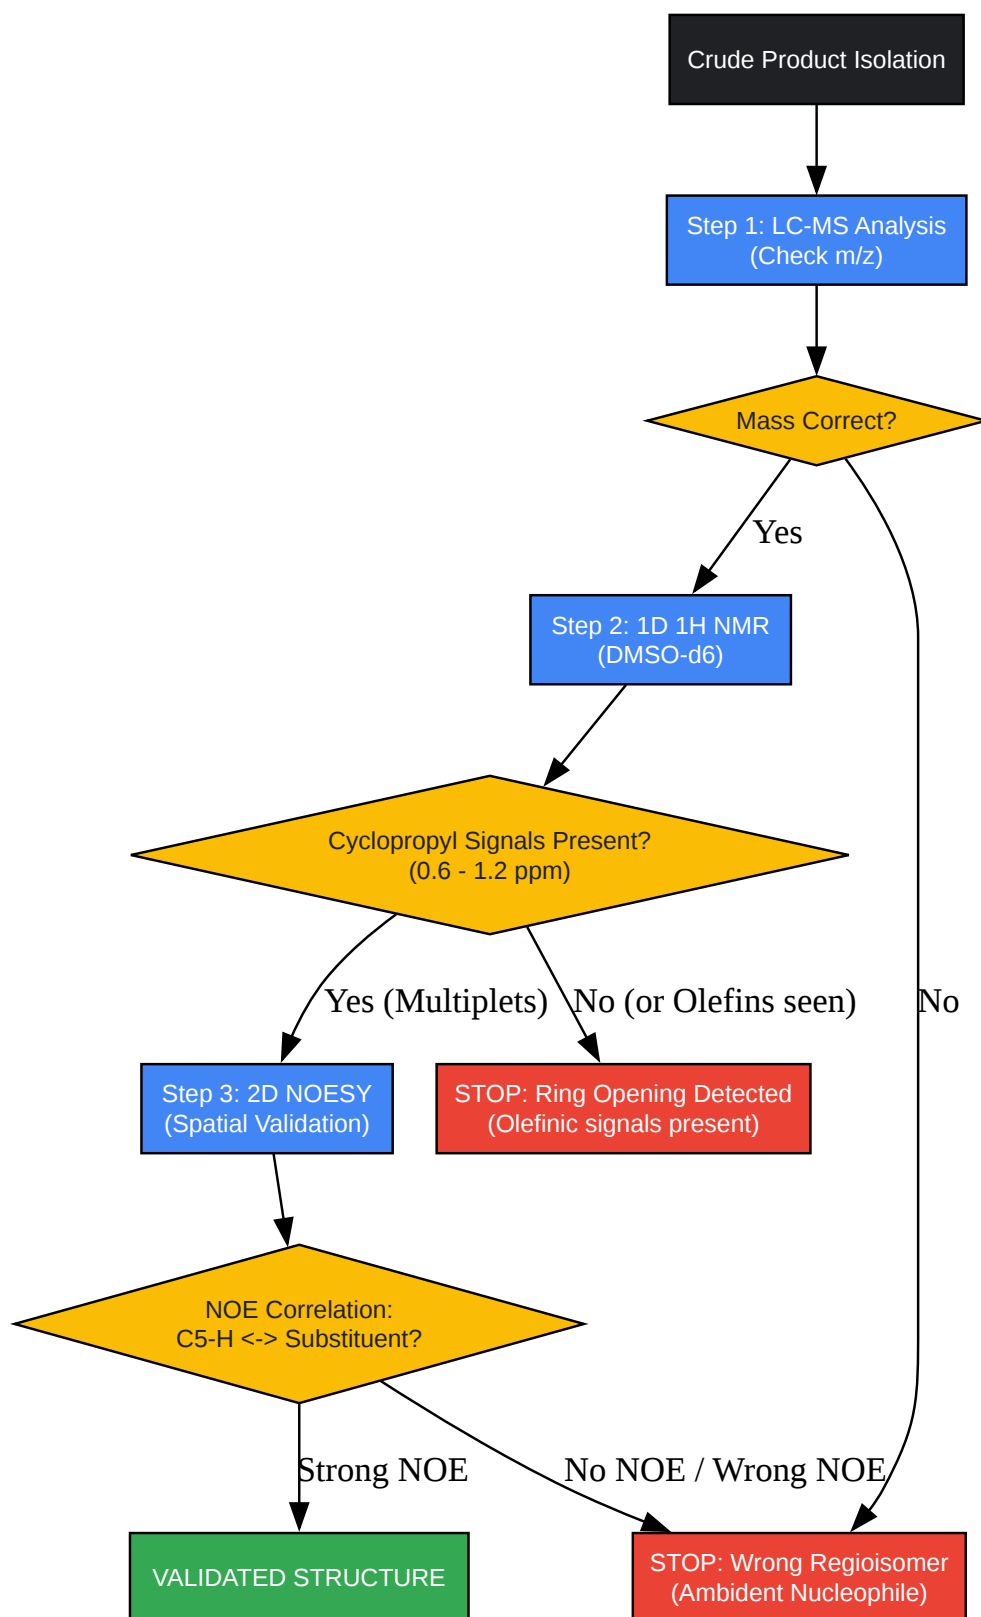 Crude Product Isolation
Step 1: LC-MS Analysis
(Check m/z)
Mass Correct?
Yes
Step 2: 1D 1H NMR
(DMSO-d6)
Cyclopropyl Signals Present?
(0.6 - 1.2 ppm)
Yes (Multiplets)
No (or Olefins seen)
No
Step 3: 2D NOESY
(Spatial Validation)
STOP: Ring Opening Detected
(Olefinic signals present)
NOE Correlation:
C5-H <-> Substituent?
Strong NOE
No NOE / Wrong NOE
VALIDATED STRUCTURE
STOP: Wrong Regioisomer
(Ambident Nucleophile)